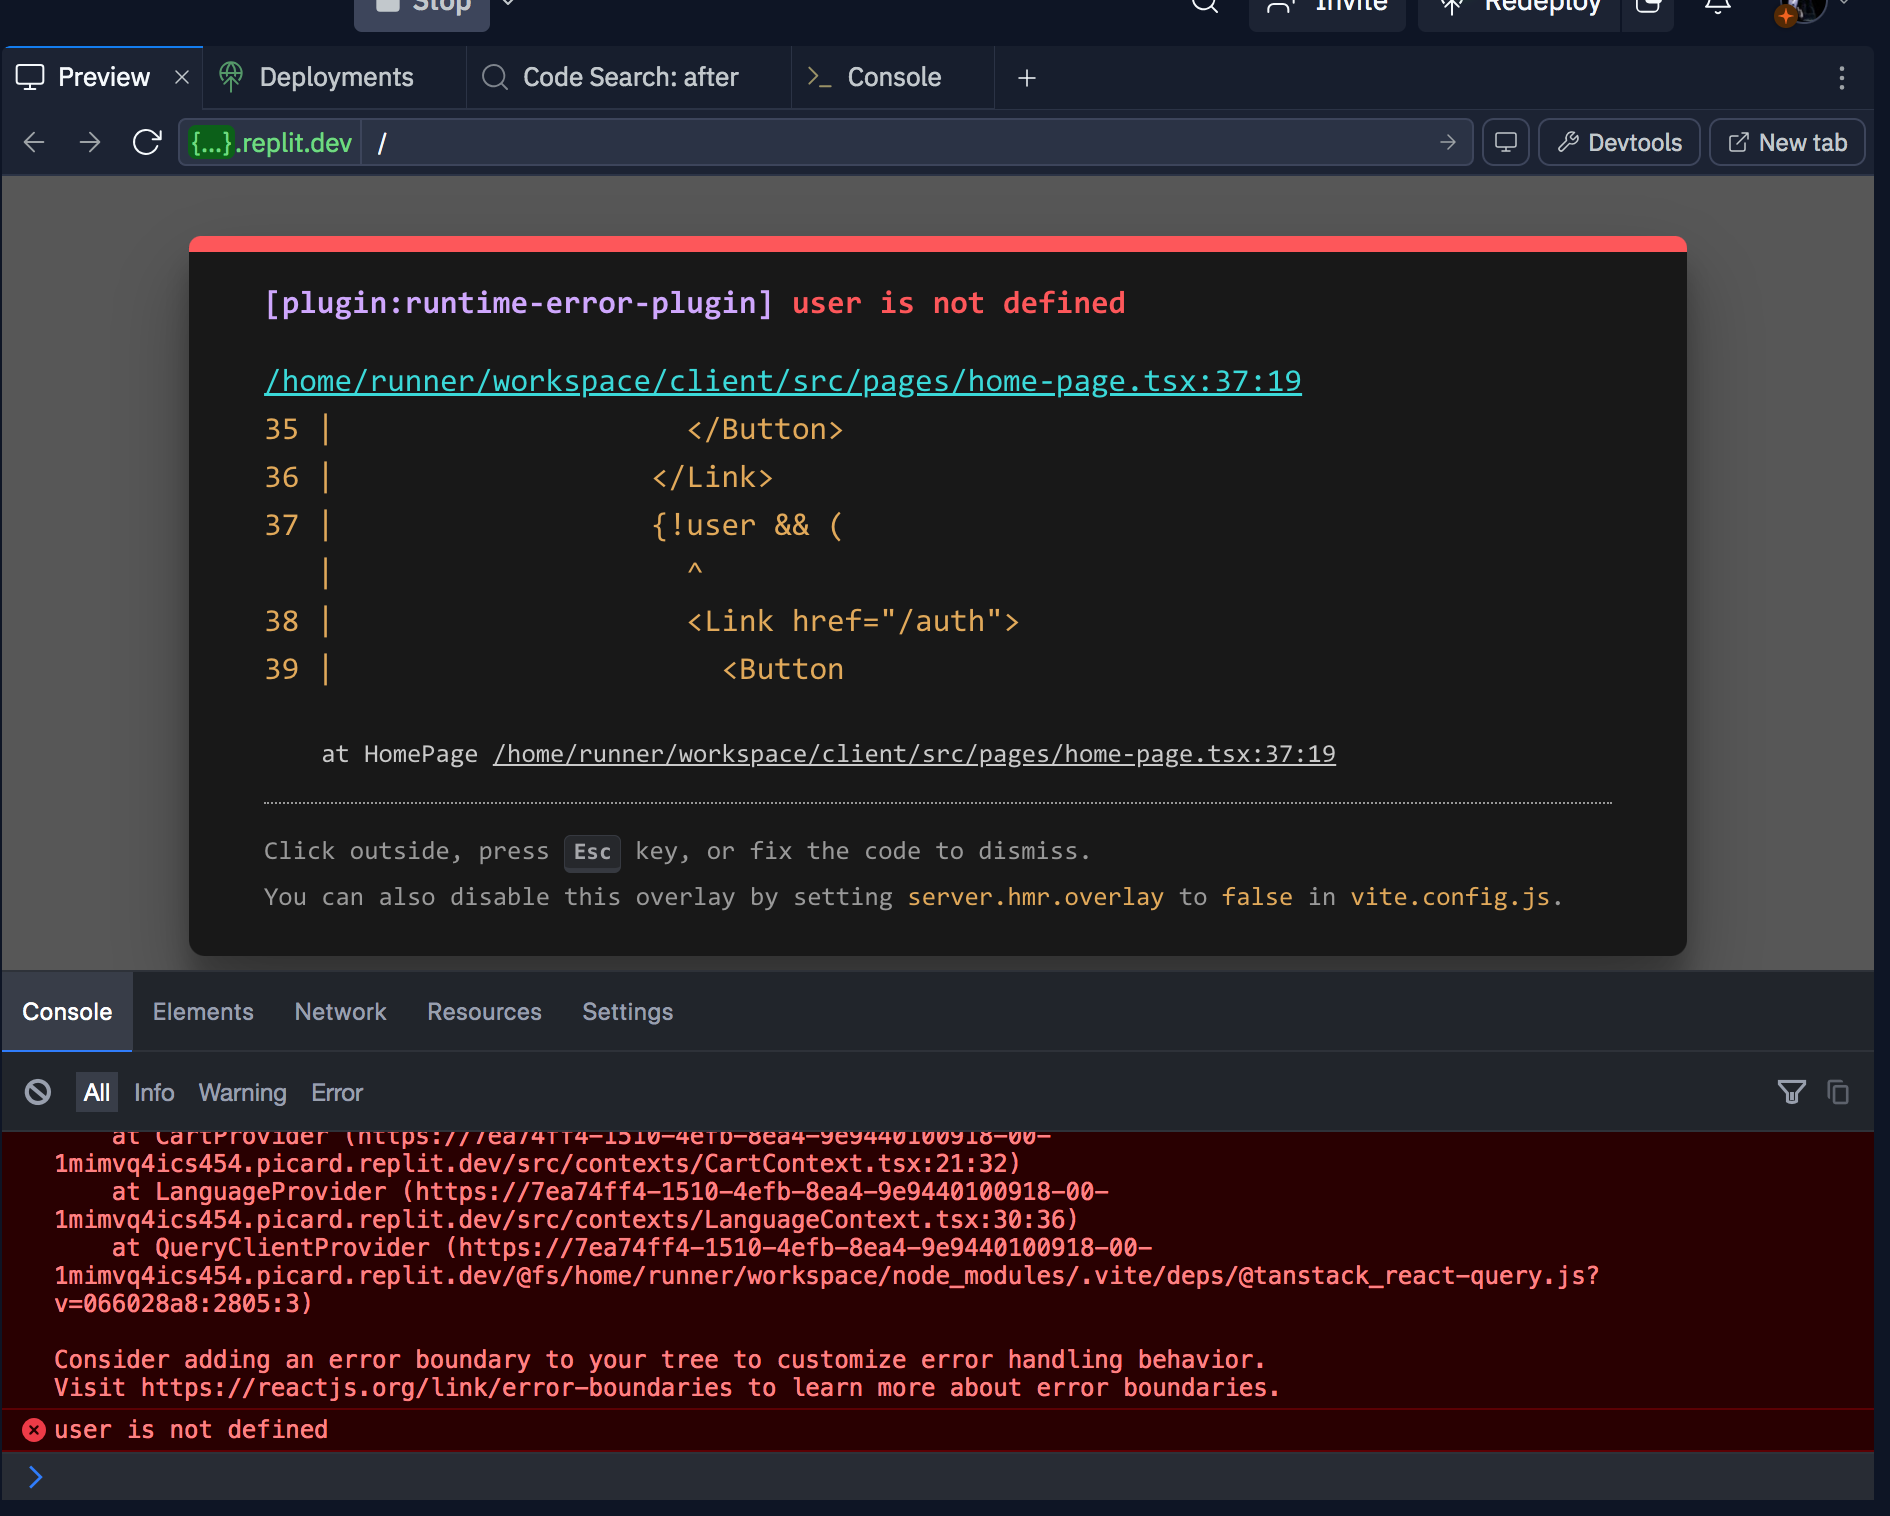 Stop
Invite
Redeploy
Preview
Deployments
Code Search: after
Console
{...}.replit.dev
/
Devtools
New tab
[plugin:runtime-error-plugin] user is not defined
/home/runner/workspace/client/src/pages/home-page.tsx:37:19
35 |                     </Button>
36 |                   </Link>
37 |                   {!user && (
   |                     ^
38 |                     <Link href="/auth">
39 |                       <Button
at HomePage /home/runner/workspace/client/src/pages/home-page.tsx:37:19
Click outside, press Esc key, or fix the code to dismiss.
You can also disable this overlay by setting server.hmr.overlay to false in vite.config.js.
Console
Elements
Network
Resources
Settings
All
Info
Warning
Error
at CartProvider (https://7ea74ff4-1510-4efb-8ea4-9e9440100918-00-
1mimvq4ics454.picard.replit.dev/src/contexts/CartContext.tsx:21:32)
at LanguageProvider (https://7ea74ff4-1510-4efb-8ea4-9e9440100918-00-
1mimvq4ics454.picard.replit.dev/src/contexts/LanguageContext.tsx:30:36)
at QueryClientProvider (https://7ea74ff4-1510-4efb-8ea4-9e9440100918-00-
1mimvq4ics454.picard.replit.dev/@fs/home/runner/workspace/node_modules/.vite/deps/@tanstack_react-query.js?
v=066028a8:2805:3)
Consider adding an error boundary to your tree to customize error handling behavior.
Visit https://reactjs.org/link/error-boundaries to learn more about error boundaries.
user is not defined